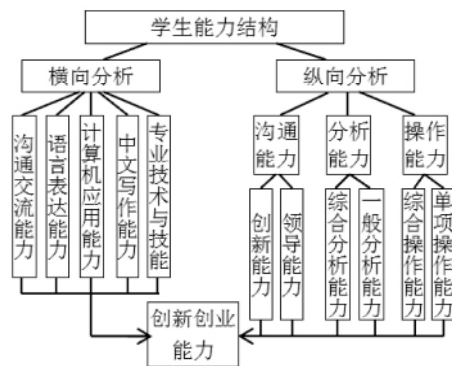 学生能力结构
横向分析
纵向分析
沟通交流能力
语言表达能力
计算机应用能力
中文写作能力
专业技术与技能
沟通
能力
分析
能力
操作
能力
创新能力
领导能力
综合分析能力
一般分析能力
综合操作能力
单项操作能力
创新创业
能力